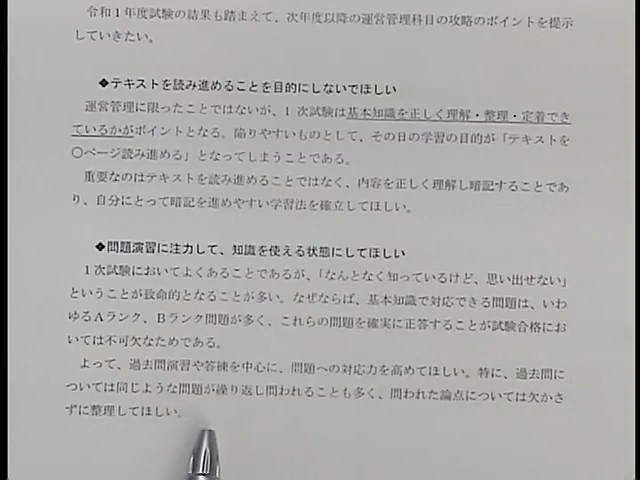 令和１年度試験の結果も踏まえて、次年度以降の運営管理科目の攻略のポイントを提示
していきたい。
◆テキストを読み進めることを目的にしないでほしい
運営管理に限ったことではないが、１次試験は基本知識を正しく理解・整理・定着でき
ているかがポイントとなる。陥りやすいものとして、その日の学習の目的が「テキストを
〇ページ読み進める」となってしまうことである。
重要なのはテキストを読み進めることではなく、内容を正しく理解し暗記することであ
り、自分にとって暗記を進めやすい学習法を確立してほしい。
◆問題演習に注力して、知識を使える状態にしてほしい
１次試験においてよくあることであるが、「なんとなく知っているけど、思い出せない」
ということが致命的となることが多い。なぜならば、基本知識で対応できる問題は、いわ
ゆるＡランク、Ｂランク問題が多く、これらの問題を確実に正答することが試験合格にお
いては不可欠なためである。
よって、過去問演習や答練を中心に、問題への対応力を高めてほしい。特に、過去問に
ついては同じような問題が繰り返し問われることも多く、問われた論点については欠かさ
ずに整理してほしい。